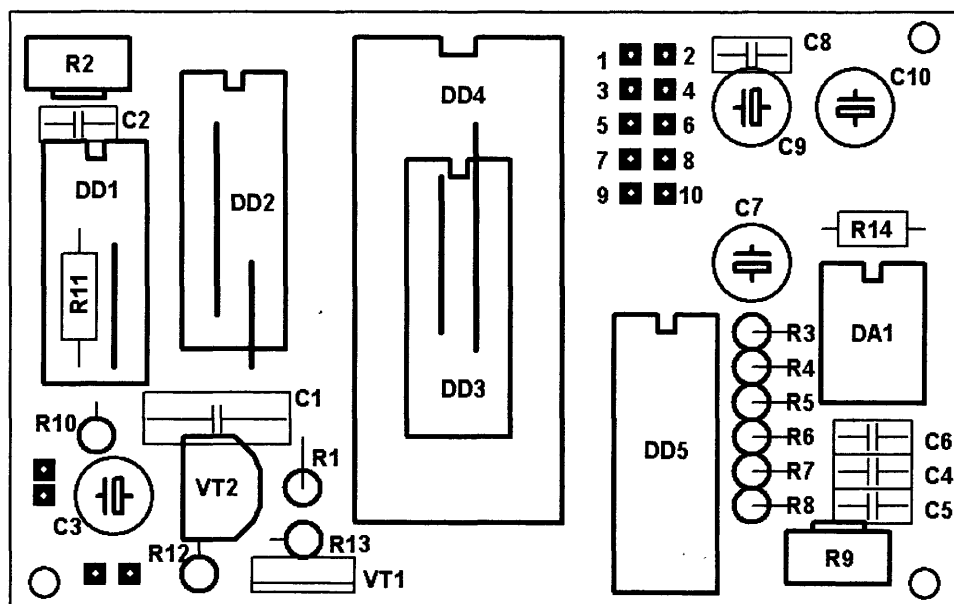 R2
C2
DD1
R11
DD2
DD4
DD3
1 2
3 4
5 6
7 8
9 10
C8
C10
C9
C7
R14
DA1
R3
R4
R5
R6
R7
R8
DD5
C6
C4
C5
R9
R10
C1
C3
VT2
R1
R12
R13
VT1